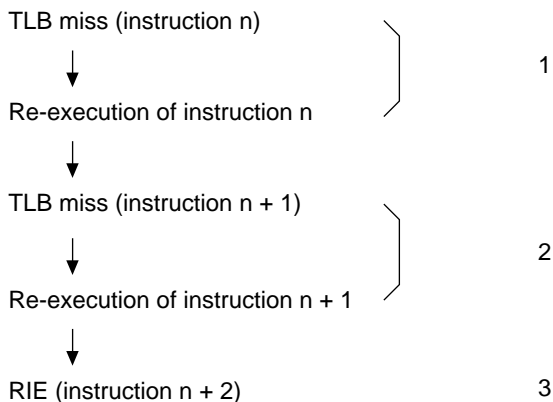 TLB miss (instruction n)
1
Re-execution of instruction n
TLB miss (instruction n + 1)
2
Re-execution of instruction n + 1
RIE (instruction n + 2)
3